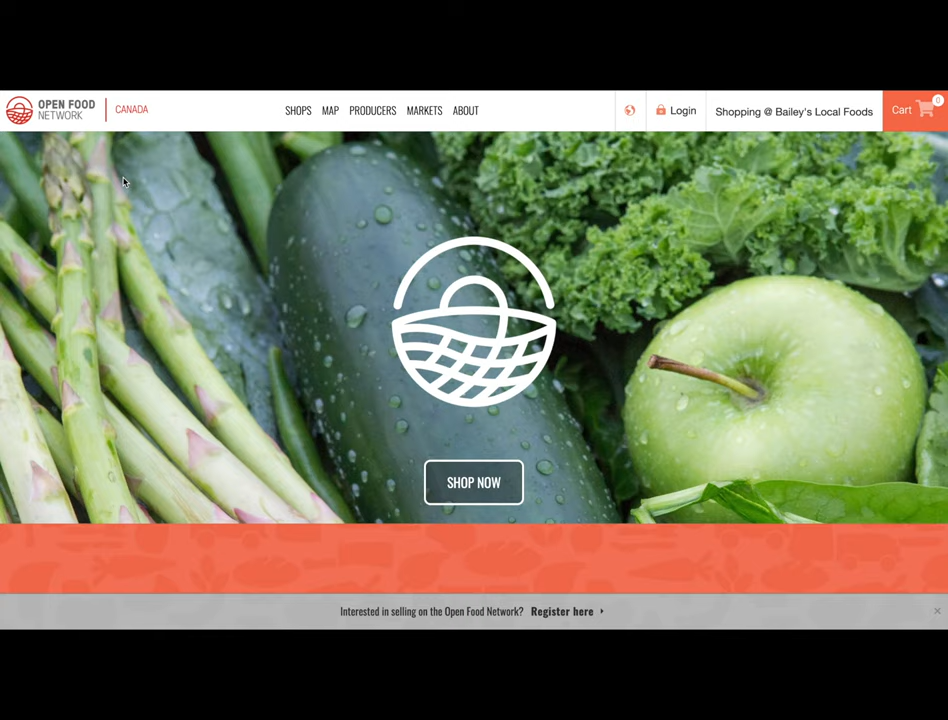 OPEN FOOD
NETWORK
CANADA
SHOPS MAP PRODUCERS MARKETS ABOUT
Login
Shopping @ Bailey's Local Foods
Cart
0
SHOP NOW
Interested in selling on the Open Food Network? Register here